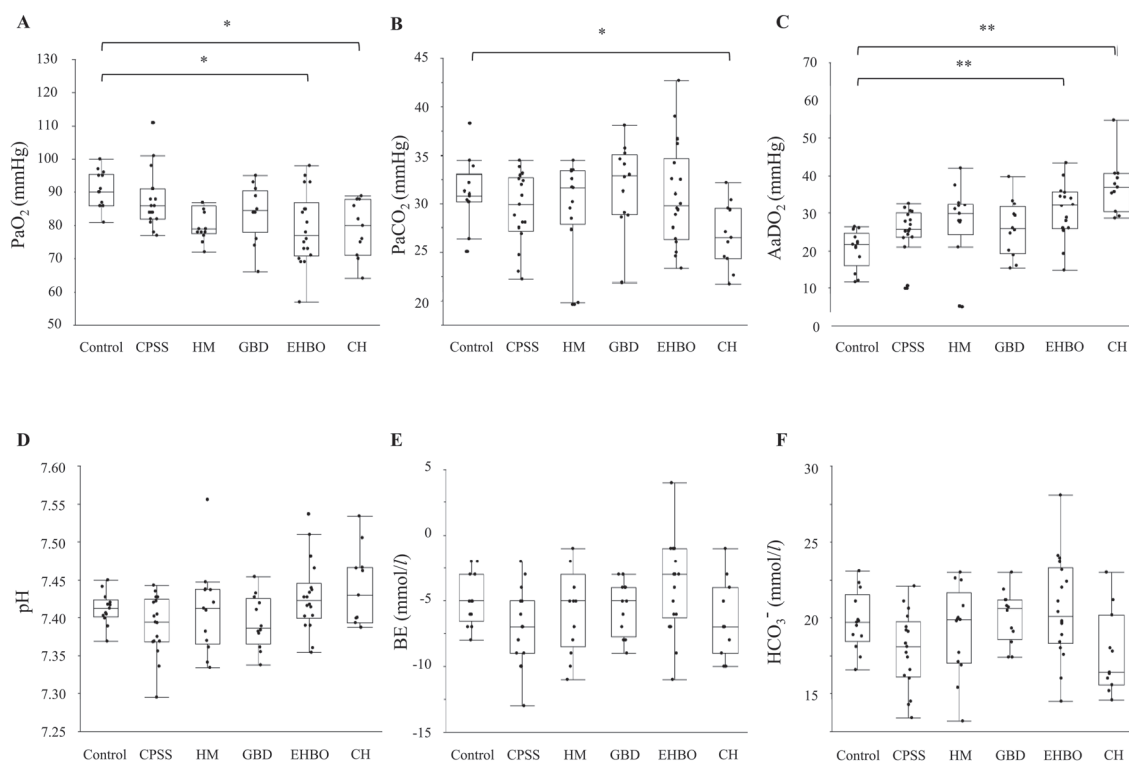 A
PaO2 (mmHg)
130
120
110
100
90
80
70
60
50
*
*
Control CPSS HM GBD EHBO CH
B
PaCO2 (mmHg)
45
40
35
30
25
20
*
Control CPSS HM GBD EHBO CH
C
AaDO2 (mmHg)
70
60
50
40
30
20
10
0
**
**
Control CPSS HM GBD EHBO CH
D
pH
7.60
7.55
7.50
7.45
7.40
7.35
7.30
7.25
Control CPSS HM GBD EHBO CH
E
BE (mmol/l)
5
0
-5
-10
-15
Control CPSS HM GBD EHBO CH
F
HCO3− (mmol/l)
30
25
20
15
Control CPSS HM GBD EHBO CH